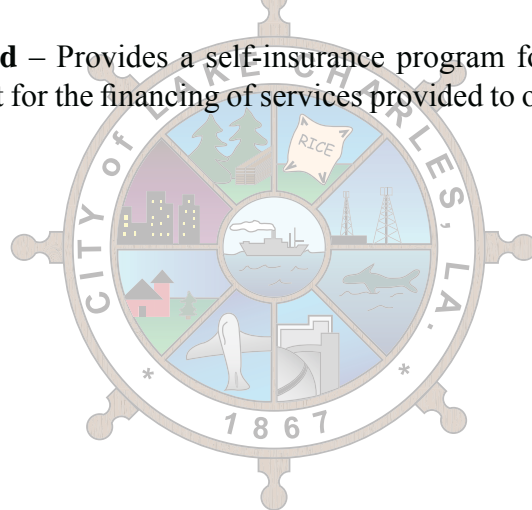 d – Provides a self-insurance program fo
t for the financing of services provided to o
CITY of LAKE CHARLES, LA.
RICE
* 1867 *